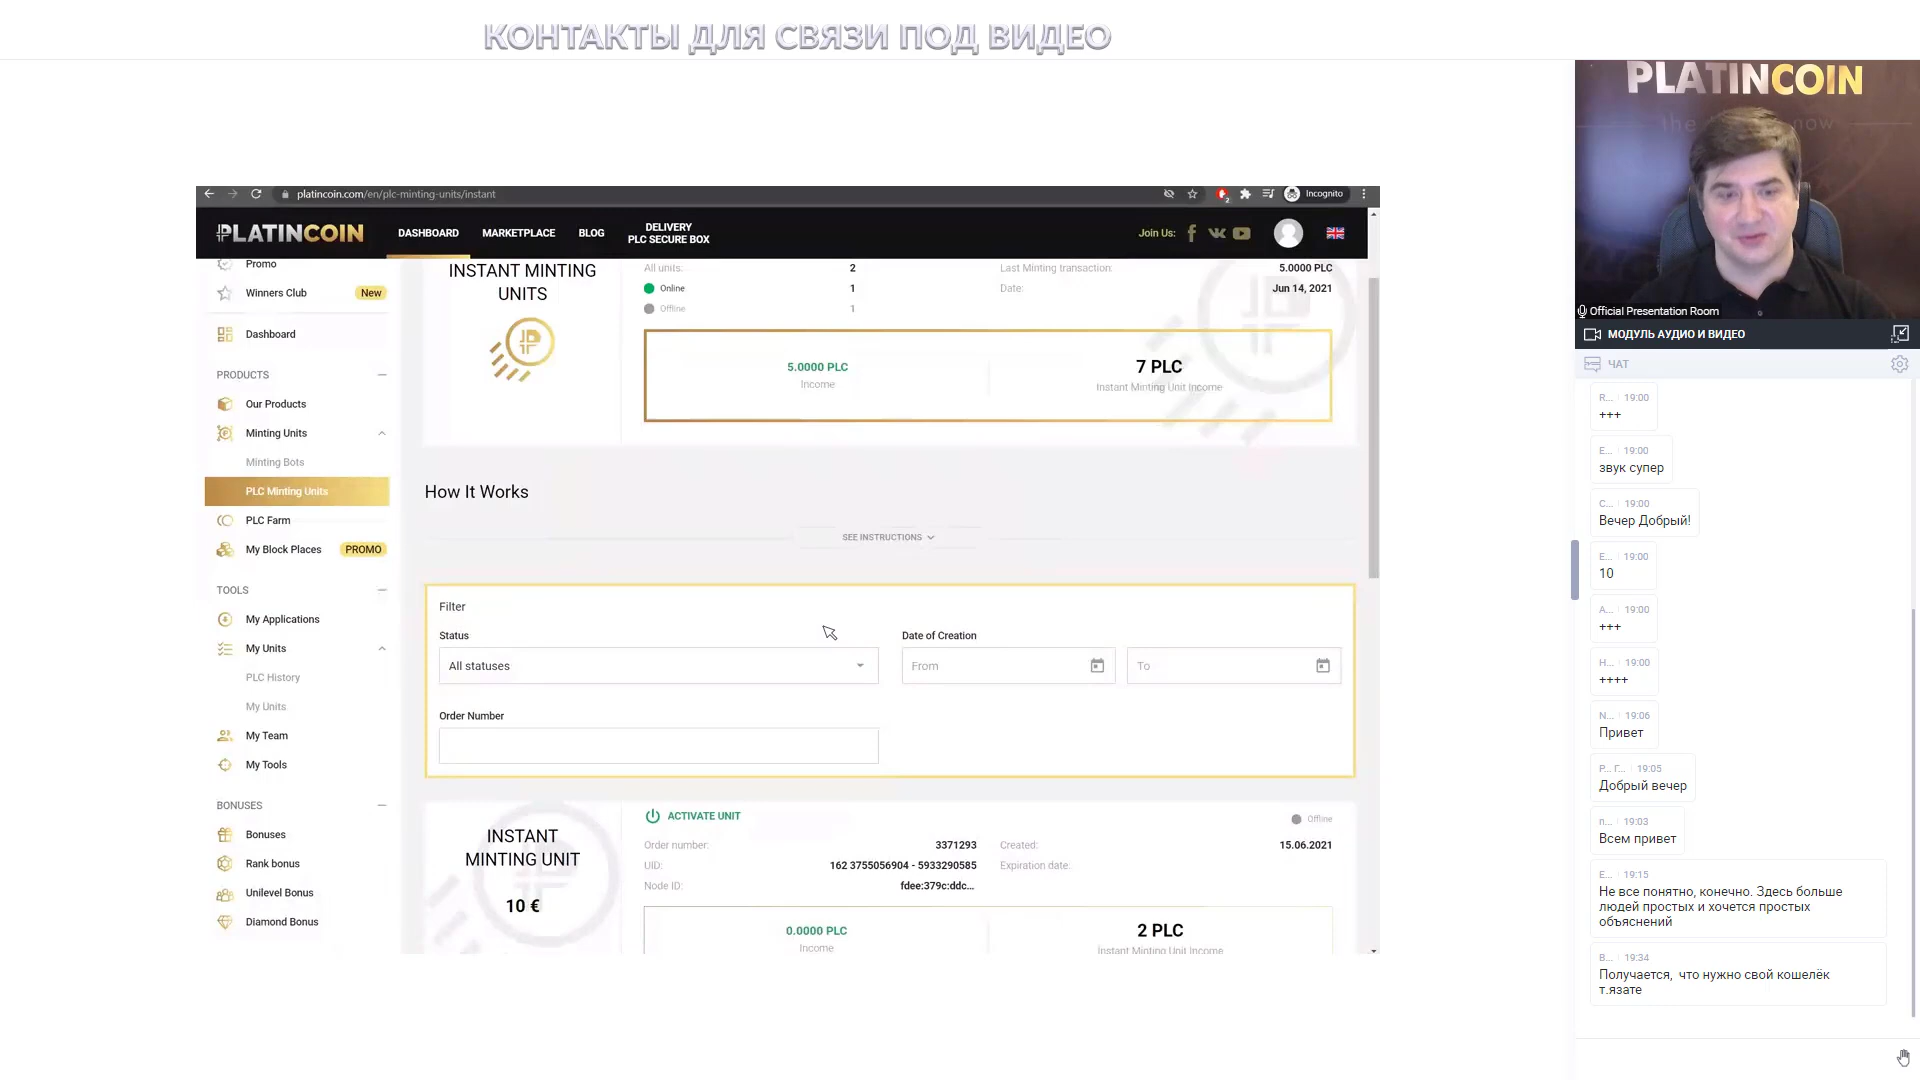 КОНТАКТЫ ДЛЯ СВЯЗИ ПОД ВИДЕО
platincoin.com/en/plc-minting-units/instant
2
Incognito
PLATINCOIN
DASHBOARD
MARKETPLACE
BLOG
DELIVERY
PLC SECURE BOX
Join Us:
Promo
Winners Club
New
Dashboard
PRODUCTS
Our Products
Minting Units
Minting Bots
PLC Minting Units
PLC Farm
My Block Places
PROMO
TOOLS
My Applications
My Units
PLC History
My Units
My Team
My Tools
BONUSES
Bonuses
Rank bonus
Unilevel Bonus
Diamond Bonus
INSTANT MINTING
UNITS
All units:
2
Online
1
Offline
1
Last Minting transaction:
5.0000 PLC
Date:
Jun 14, 2021
5.0000 PLC
Income
7 PLC
Instant Minting Unit Income
How It Works
SEE INSTRUCTIONS
Filter
Status
All statuses
Date of Creation
From
To
Order Number
INSTANT
MINTING UNIT
10 €
ACTIVATE UNIT
Offline
Order number:
3371293
UID:
162 3755056904 - 5933290585
Node ID:
fdee:379c:ddc...
Created:
15.06.2021
Expiration date:
0.0000 PLC
Income
2 PLC
Instant Minting Unit Income
PLATINCOIN
Official Presentation Room
МОДУЛЬ АУДИО И ВИДЕО
ЧАТ
R... 19:00
+++
E... 19:00
звук супер
С... 19:00
Вечер Добрый!
E... 19:00
10
А... 19:00
+++
Н... 19:00
++++
N... 19:06
Привет
Р... Г... 19:05
Добрый вечер
п... 19:03
Всем привет
Е... 19:15
Не все понятно, конечно. Здесь больше
людей простых и хочется простых
объяснений
В... 19:34
Получается, что нужно свой кошелёк
т.язате